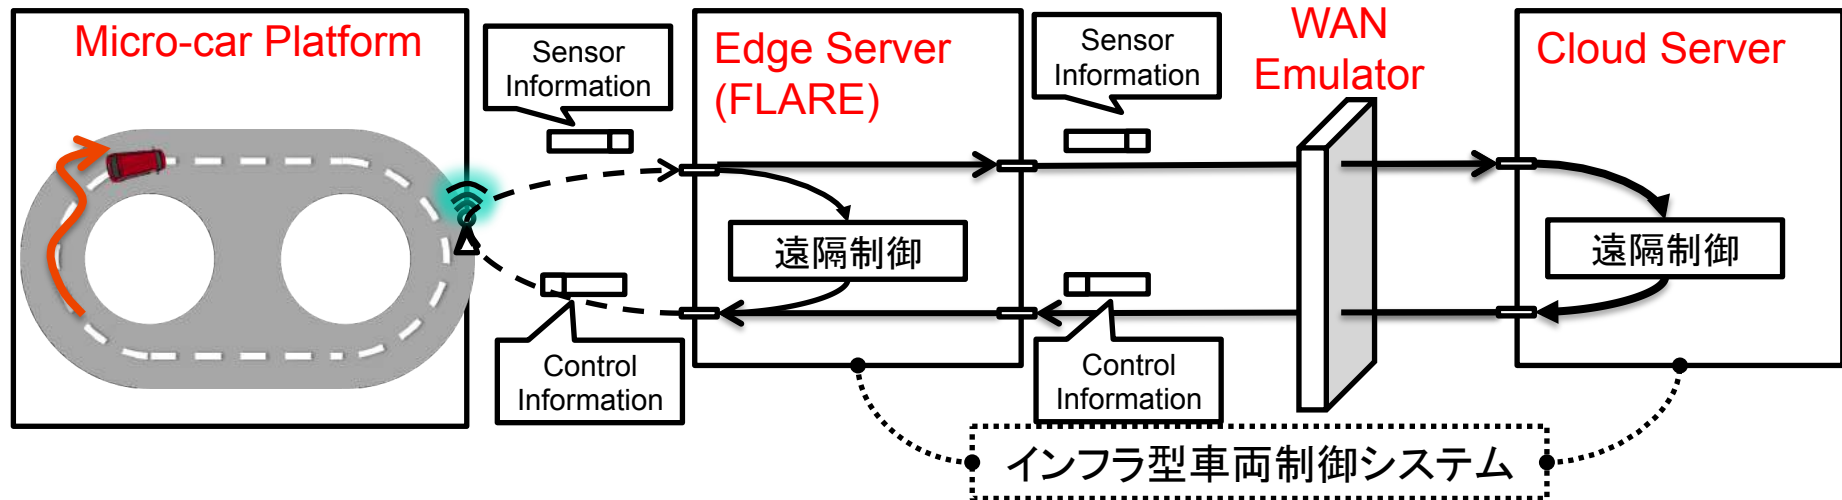 Micro-car Platform
Sensor
Information
Edge Server
(FLARE)
Sensor
Information
WAN
Emulator
Cloud Server
遠隔制御
遠隔制御
Control
Information
Control
Information
インフラ型車両制御システム